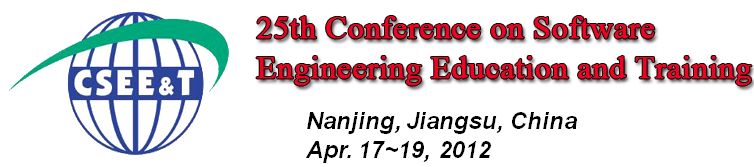 CSEE&T
25th Conference on Software
Engineering Education and Training
Nanjing, Jiangsu, China
Apr. 17~19, 2012